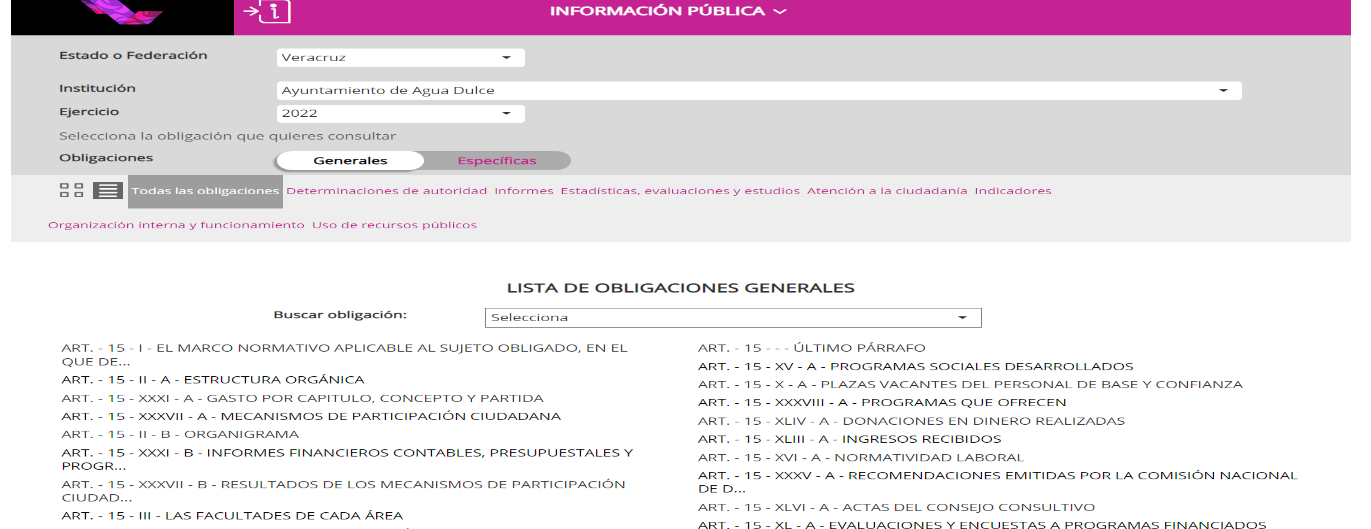 INFORMACIÓN PÚBLICA
Estado o Federación
Veracruz
Institución
Ayuntamiento de Agua Dulce
Ejercicio
2022
Selecciona la obligación que quieres consultar
Obligaciones
Generales
Específicas
Todas las obligaciones Determinaciones de autoridad Informes Estadísticas, evaluaciones y estudios Atención a la ciudadanía Indicadores
Organización interna y funcionamiento Uso de recursos públicos
LISTA DE OBLIGACIONES GENERALES
Buscar obligación:
Selecciona
ART. - 15 - I - EL MARCO NORMATIVO APLICABLE AL SUJETO OBLIGADO, EN EL
QUE DE...
ART. - 15 - II - A - ESTRUCTURA ORGÁNICA
ART. - 15 - XXXI - A - GASTO POR CAPITULO, CONCEPTO Y PARTIDA
ART. - 15 - XXXVII - A - MECANISMOS DE PARTICIPACIÓN CIUDADANA
ART. - 15 - II - B - ORGANIGRAMA
ART. - 15 - XXXI - B - INFORMES FINANCIEROS CONTABLES, PRESUPUESTALES Y
PROGR...
ART. - 15 - XXXVII - B - RESULTADOS DE LOS MECANISMOS DE PARTICIPACIÓN
CIUDAD...
ART. - 15 - III - LAS FACULTADES DE CADA ÁREA
ART. - 15 - - - ÚLTIMO PÁRRAFO
ART. - 15 - XV - A - PROGRAMAS SOCIALES DESARROLLADOS
ART. - 15 - X - A - PLAZAS VACANTES DEL PERSONAL DE BASE Y CONFIANZA
ART. - 15 - XXXVIII - A - PROGRAMAS QUE OFRECEN
ART. - 15 - XLIV - A - DONACIONES EN DINERO REALIZADAS
ART. - 15 - XLIII - A - INGRESOS RECIBIDOS
ART. - 15 - XVI - A - NORMATIVIDAD LABORAL
ART. - 15 - XXXV - A - RECOMENDACIONES EMITIDAS POR LA COMISIÓN NACIONAL
DE D...
ART. - 15 - XLVI - A - ACTAS DEL CONSEJO CONSULTIVO
ART. - 15 - XL - A - EVALUACIONES Y ENCUESTAS A PROGRAMAS FINANCIADOS